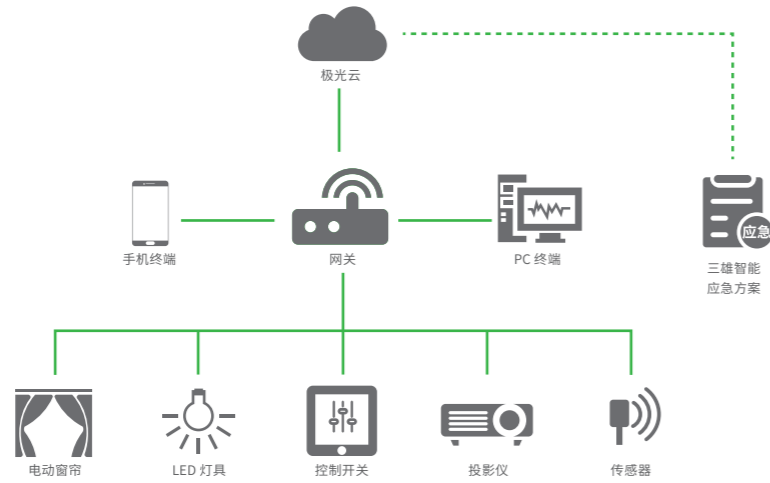 极光云
应急
手机终端
网关
PC 终端
三雄智能
应急方案
电动窗帘
LED 灯具
控制开关
投影仪
传感器